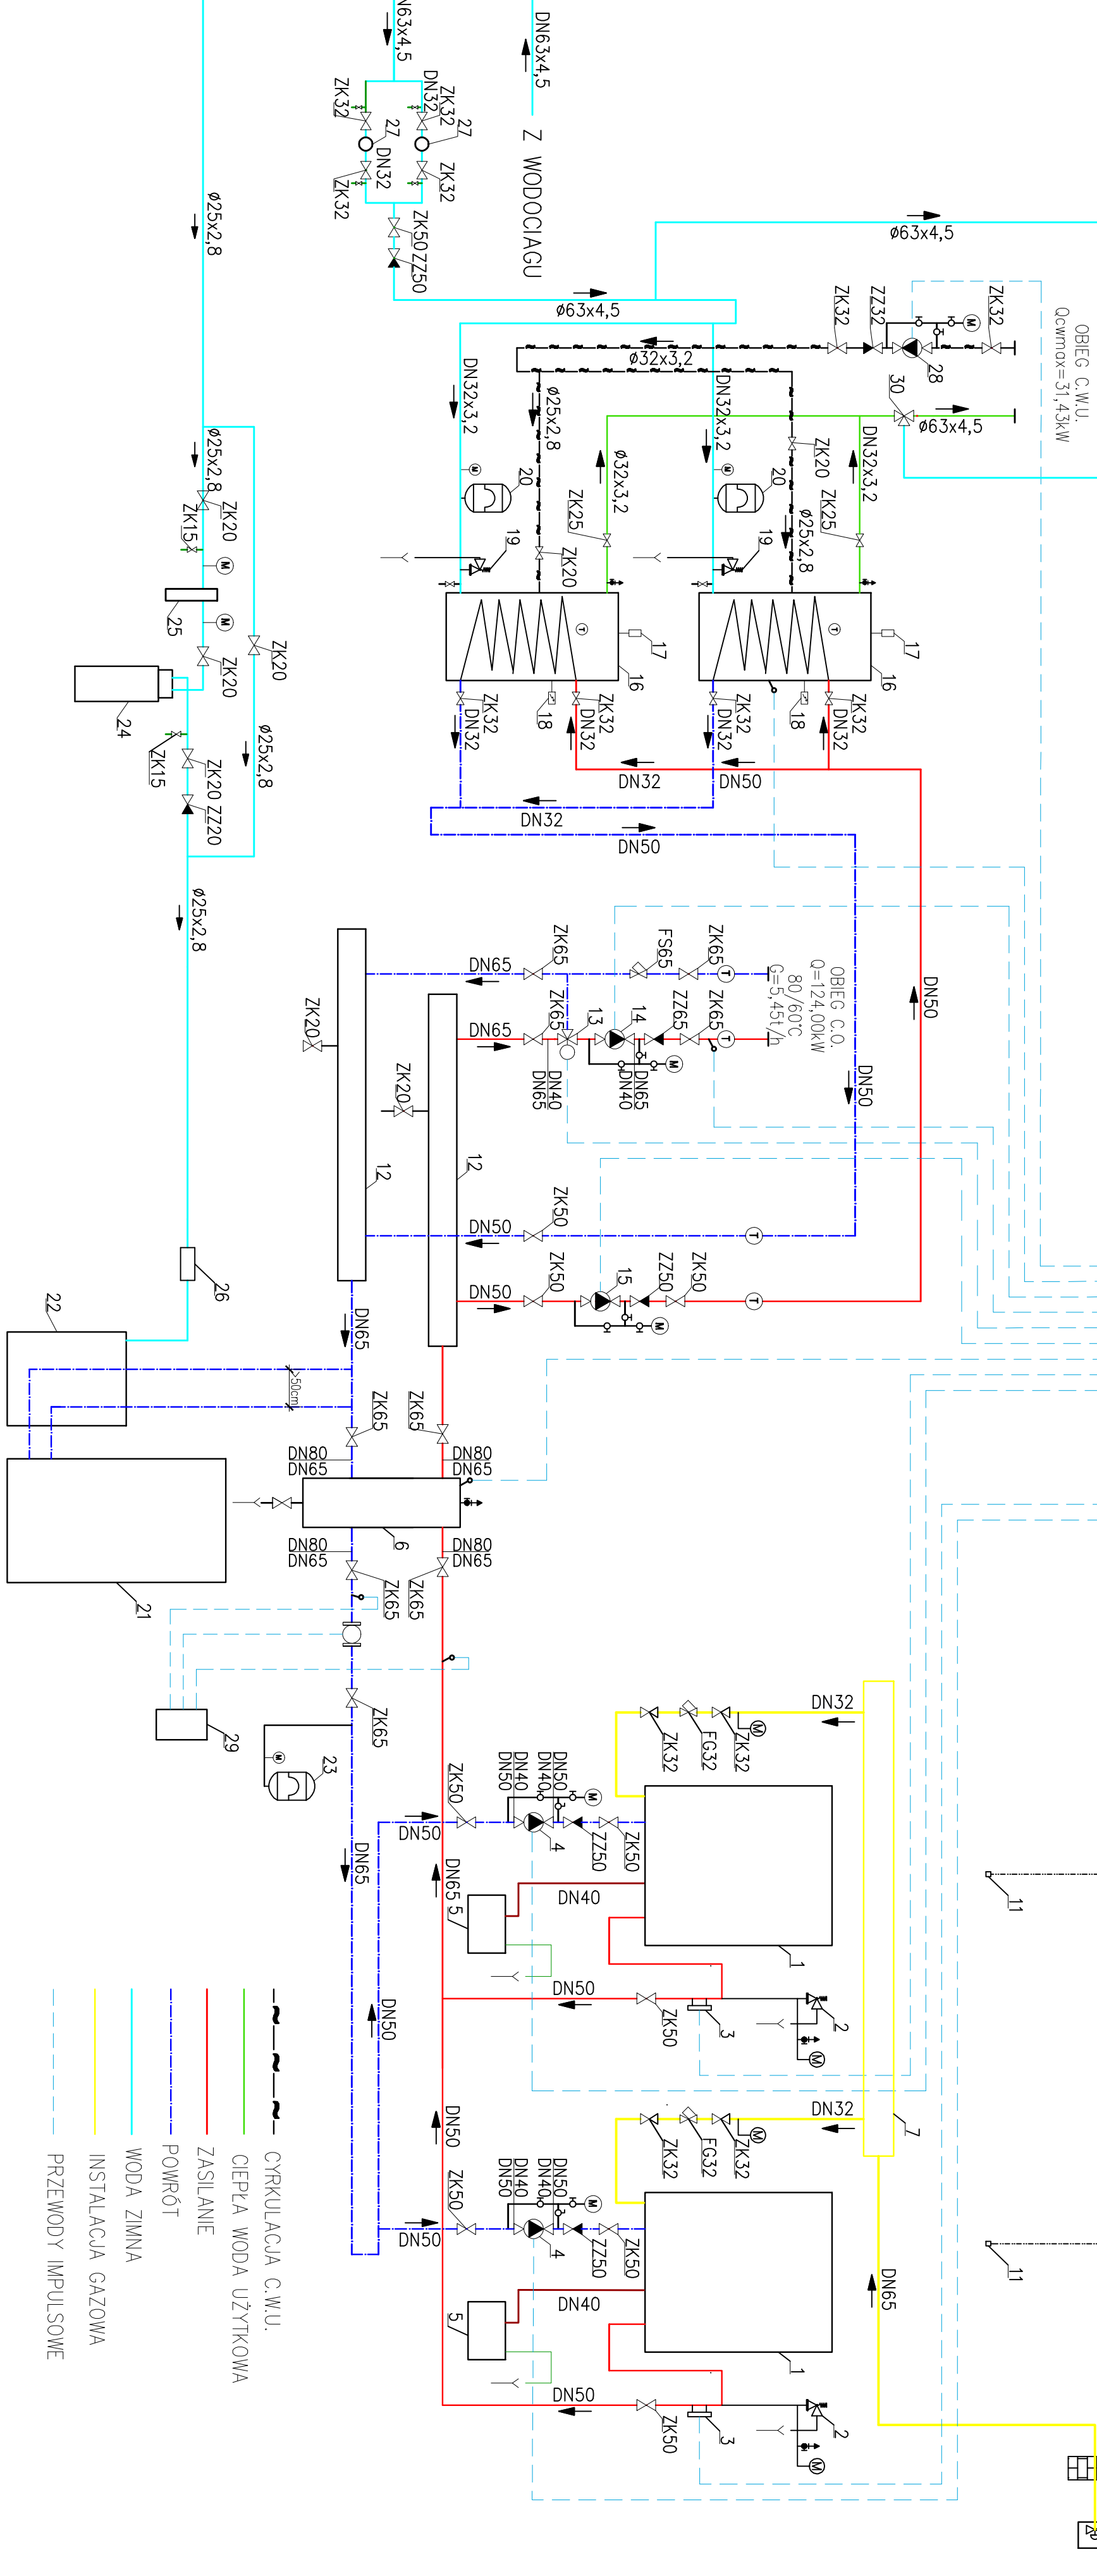 DN63x4,5
DN63x4,5
Z WODOCIAGU
ZK32
DN32
ZK32
27
27
DN32
ZK32
ZK32
ZK50
ZZ50
ø25x2,8
ø63x4,5
ø63x4,5
OBIEG C.W.U.
Qcwmax=31,43kW
ZK32
ZZ32
ZK32
M
28
30
ø63x4,5
ø32x3,2
DN32x3,2
ø25x2,8
DN32x3,2
DN32x3,2
ZK20
ø32x3,2
ZK25
ZK25
ø25x2,8
M
20
M
20
19
19
ZK20
T
T
17
17
16
16
18
18
ZK32
DN32
ZK32
DN32
ZK32
DN32
ZK32
DN32
DN32
DN50
DN32
DN50
ø25x2,8
ZK20
ZK15
M
25
M
ZK20
ZK20
24
ø25x2,8
ZK15
ZK20
ZZ20
ø25x2,8
DN50
OBIEG C.O.
Q=124,00kW
80/60°C
G=5,45t/h
DN65
ZK65
FS65
ZK65
T
DN65
ZK65
13
14
ZZ65
ZK65
T
M
DN40
DN65
DN65
DN40
DN50
ZK20
ZK20
12
12
DN50
ZK50
T
DN50
ZK50
15
ZZ50
ZK50
T
M
26
22
DN65
>50cm
ZK65
ZK65
DN80
DN65
DN80
DN65
6
DN80
DN65
DN80
DN65
ZK65
ZK65
21
29
ZK65
M
23
DN65
DN32
ZK32
FG32
ZK32
M
ZK50
DN50
DN50
DN40
DN40
DN50
M
4
ZZ50
ZK50
DN65
5
DN40
1
DN50
ZK50
3
2
M
11
DN50
DN50
DN32
ZK32
FG32
ZK32
M
7
ZK50
DN50
DN50
DN40
DN40
DN50
M
4
ZZ50
ZK50
5
DN40
1
DN50
ZK50
3
2
M
11
DN65
CYRKULACJA C.W.U.
CIEPŁA WODA UŻYTKOWA
ZASILANIE
POWRÓT
WODA ZIMNA
INSTALACJA GAZOWA
PRZEWODY IMPULSOWE